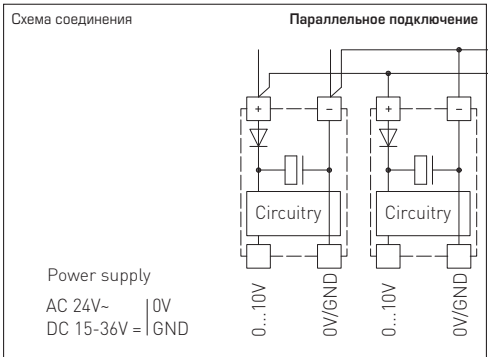 Схема соединения
Параллельное подключение
+ − + −
Circuitry Circuitry
Power supply
AC 24V~ 0V
DC 15-36V = GND
0...10V
0V/GND
0...10V
0V/GND